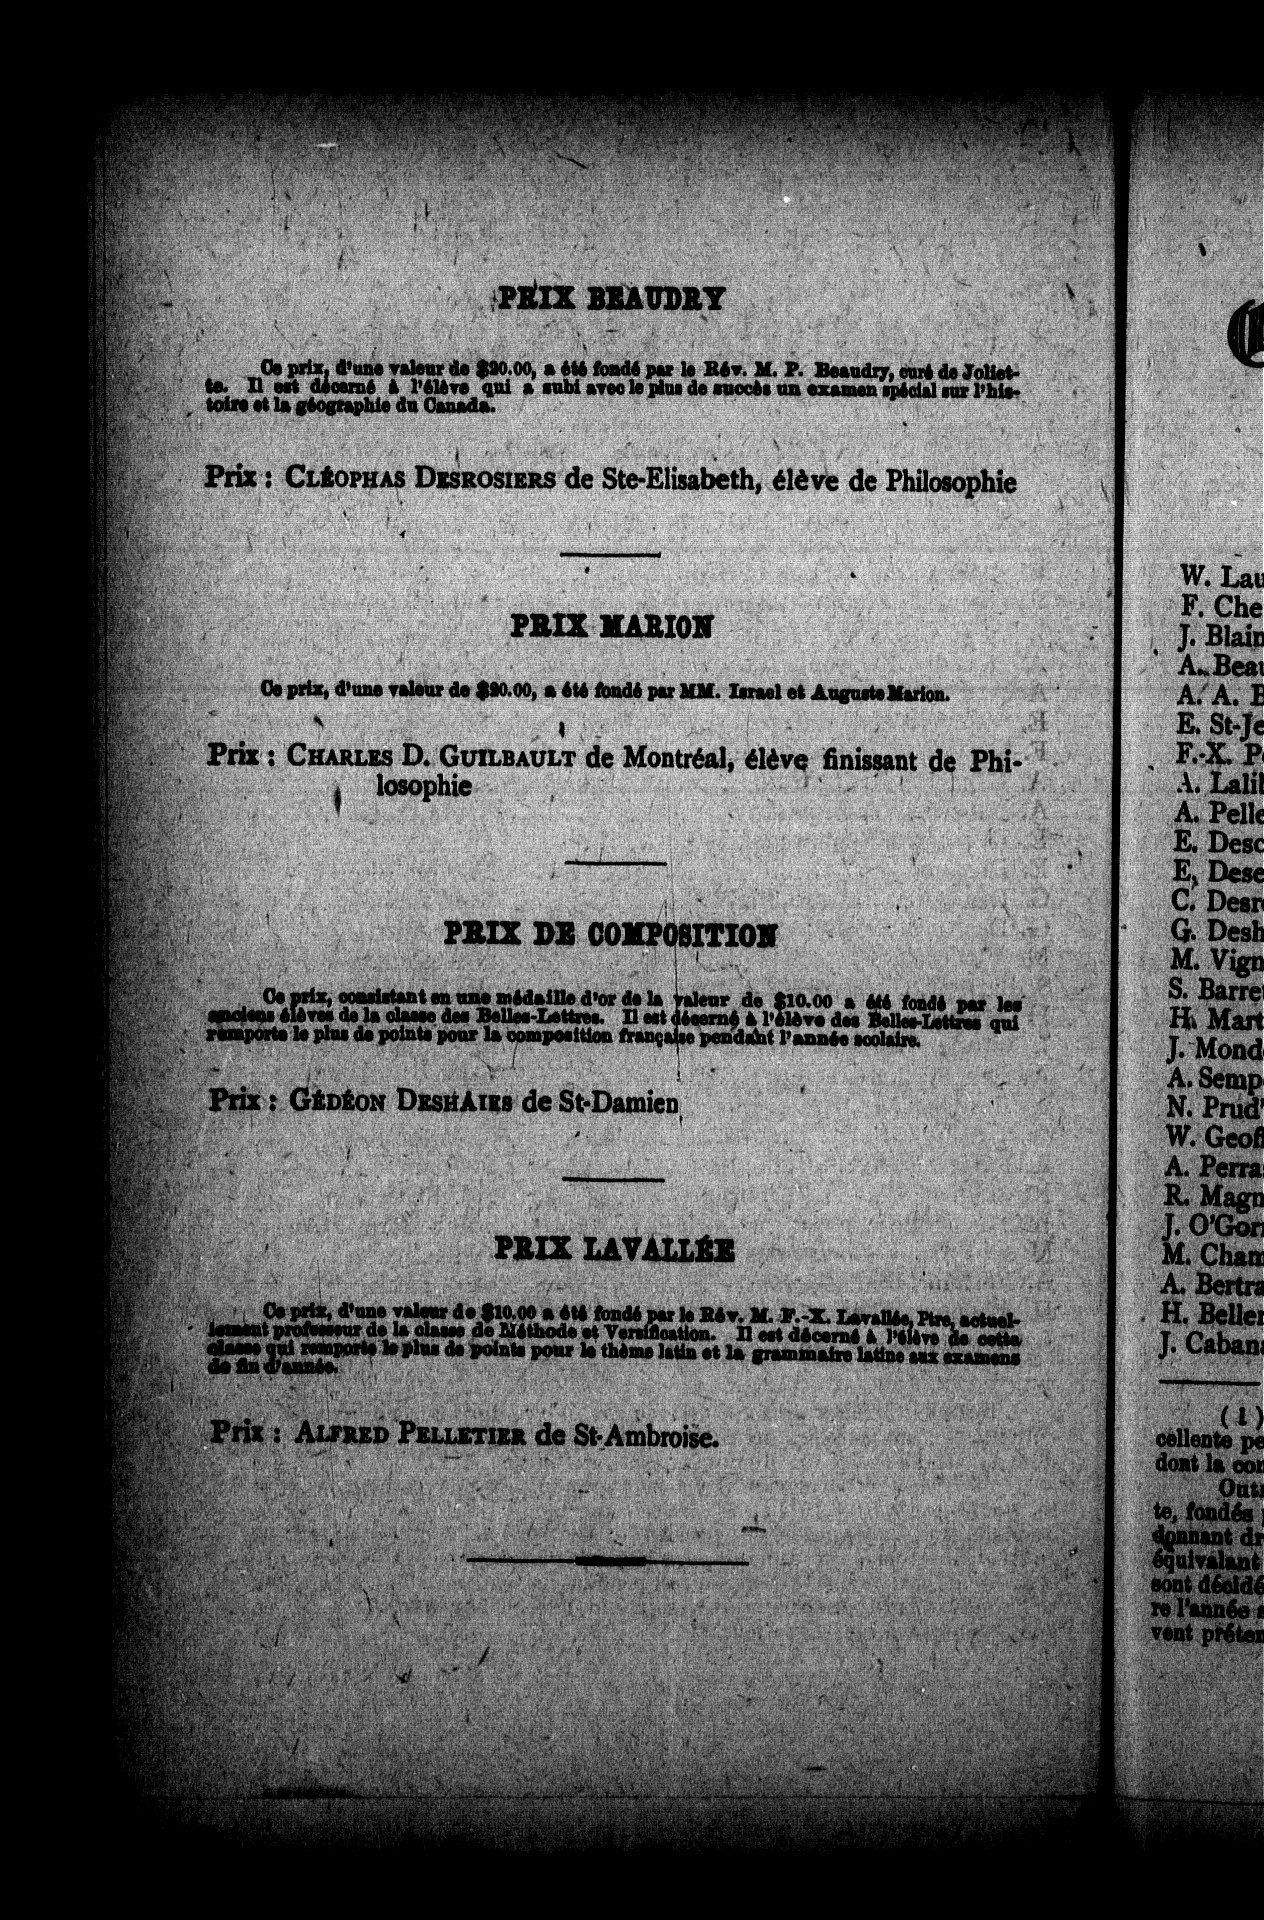 PRIX BEAUDRY
Ce prix, d'une valeur de $20.00, a été fondé par le Rév. M. P. Beaudry, curé de Joliet-
te. Il est décerné à l'élève qui a subi avec le plus de succès un examen spécial sur l'his-
toire et la géographie du Canada.
Prix : CLÉOPHAS DESROSIERS de Ste-Elisabeth, élève de Philosophie
PRIX MARION
Ce prix, d'une valeur de $20.00, a été fondé par MM. Israel et Auguste Marion.
Prix : CHARLES D. GUILBAULT de Montréal, élève finissant de Phi-
losophie
PRIX DE COMPOSITION
Ce prix, consistant en une médaille d'or de la valeur de $10.00 a été fondé par les
anciens élèves de la classe des Belles-Lettres. Il est décerné à l'élève des Belles-Lettres qui
remporte le plus de points pour la composition française pendant l'année scolaire.
Prix : GÉDÉON DESHAIES de St-Damien
PRIX LAVALLÉE
Ce prix, d'une valeur de $10.00 a été fondé par le Rév. M. F.-X. Lavallée, Ptre, actuel-
lement professeur de la classe de Méthode et Versification. Il est décerné à l'élève de cette
classe qui remporte le plus de points pour le thème latin et la grammaire latine aux examens
de fin d'année.
Prix : ALFRED PELLETIER de St-Ambroise.
W. Lau
F. Che
J. Blain
A. Beau
A. A. B
E. St-Je
F.-X. Pe
A. Lalib
A. Pelle
E. Desc
E. Dese
C. Desr
G. Desh
M. Vign
S. Barret
H. Mart
J. Monde
A. Semp
N. Prud'
W. Geoff
A. Perra
R. Magn
J. O'Gor
M. Cham
A. Bertra
H. Beller
J. Cabana
(1)
cellente pe
dont la con
Outr
te, fondés
donnant dr
équivalant
sont décidé
re l'année a
vent préten